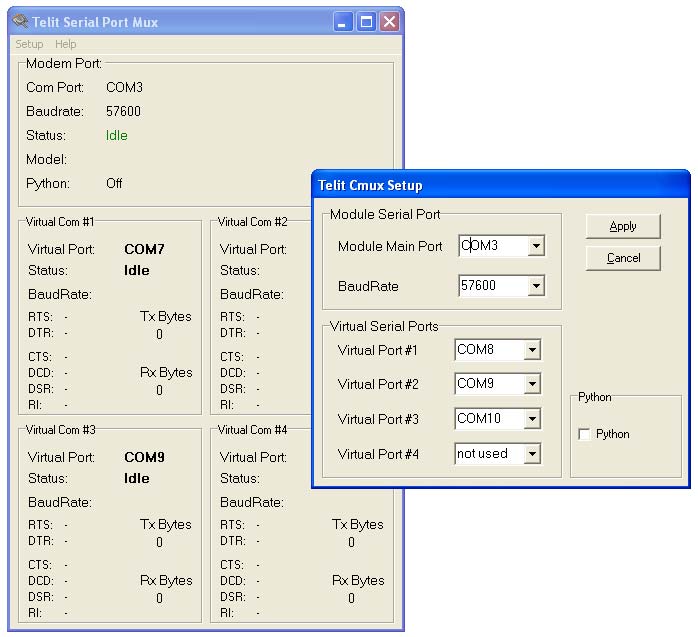 Telit Serial Port Mux
Setup Help
Modem Port:
Com Port: COM3
Baudrate: 57600
Status: Idle
Model:
Python: Off
Virtual Com #1
Virtual Port: COM7
Status: Idle
BaudRate:
RTS: - Tx Bytes
DTR: - 0
CTS: -
DCD: - Rx Bytes
DSR: - 0
RI: -
Virtual Com #2
Virtual Port:
Status:
BaudRate:
RTS: -
DTR: -
CTS: -
DCD: -
DSR: -
RI: -
Virtual Com #3
Virtual Port: COM9
Status: Idle
BaudRate:
RTS: - Tx Bytes
DTR: - 0
CTS: -
DCD: - Rx Bytes
DSR: - 0
RI: -
Virtual Com #4
Virtual Port:
Status:
BaudRate:
RTS: - Tx Bytes
DTR: - 0
CTS: -
DCD: - Rx Bytes
DSR: - 0
RI: -
Telit Cmux Setup
Module Serial Port
Module Main Port COM3
BaudRate 57600
Apply
Cancel
Virtual Serial Ports
Virtual Port #1 COM8
Virtual Port #2 COM9
Virtual Port #3 COM10
Virtual Port #4 not used
Python
Python